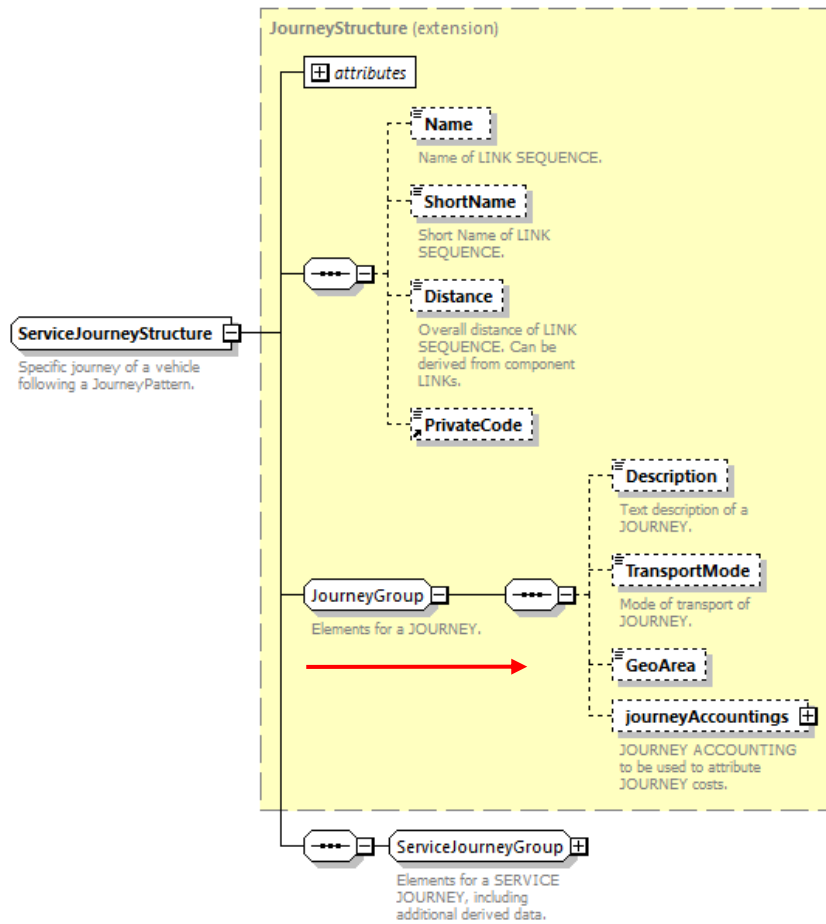 JourneyStructure (extension)
attributes
Name
Name of LINK SEQUENCE.
ShortName
Short Name of LINK
SEQUENCE.
Distance
Overall distance of LINK
SEQUENCE. Can be
derived from component
LINKs.
PrivateCode
ServiceJourneyStructure
Specific journey of a vehicle
following a JourneyPattern.
Description
Text description of a
JOURNEY.
TransportMode
Mode of transport of
JOURNEY.
JourneyGroup
Elements for a JOURNEY.
GeoArea
journeyAccountings
JOURNEY ACCOUNTING
to be used to attribute
JOURNEY costs.
ServiceJourneyGroup
Elements for a SERVICE
JOURNEY, including
additional derived data.